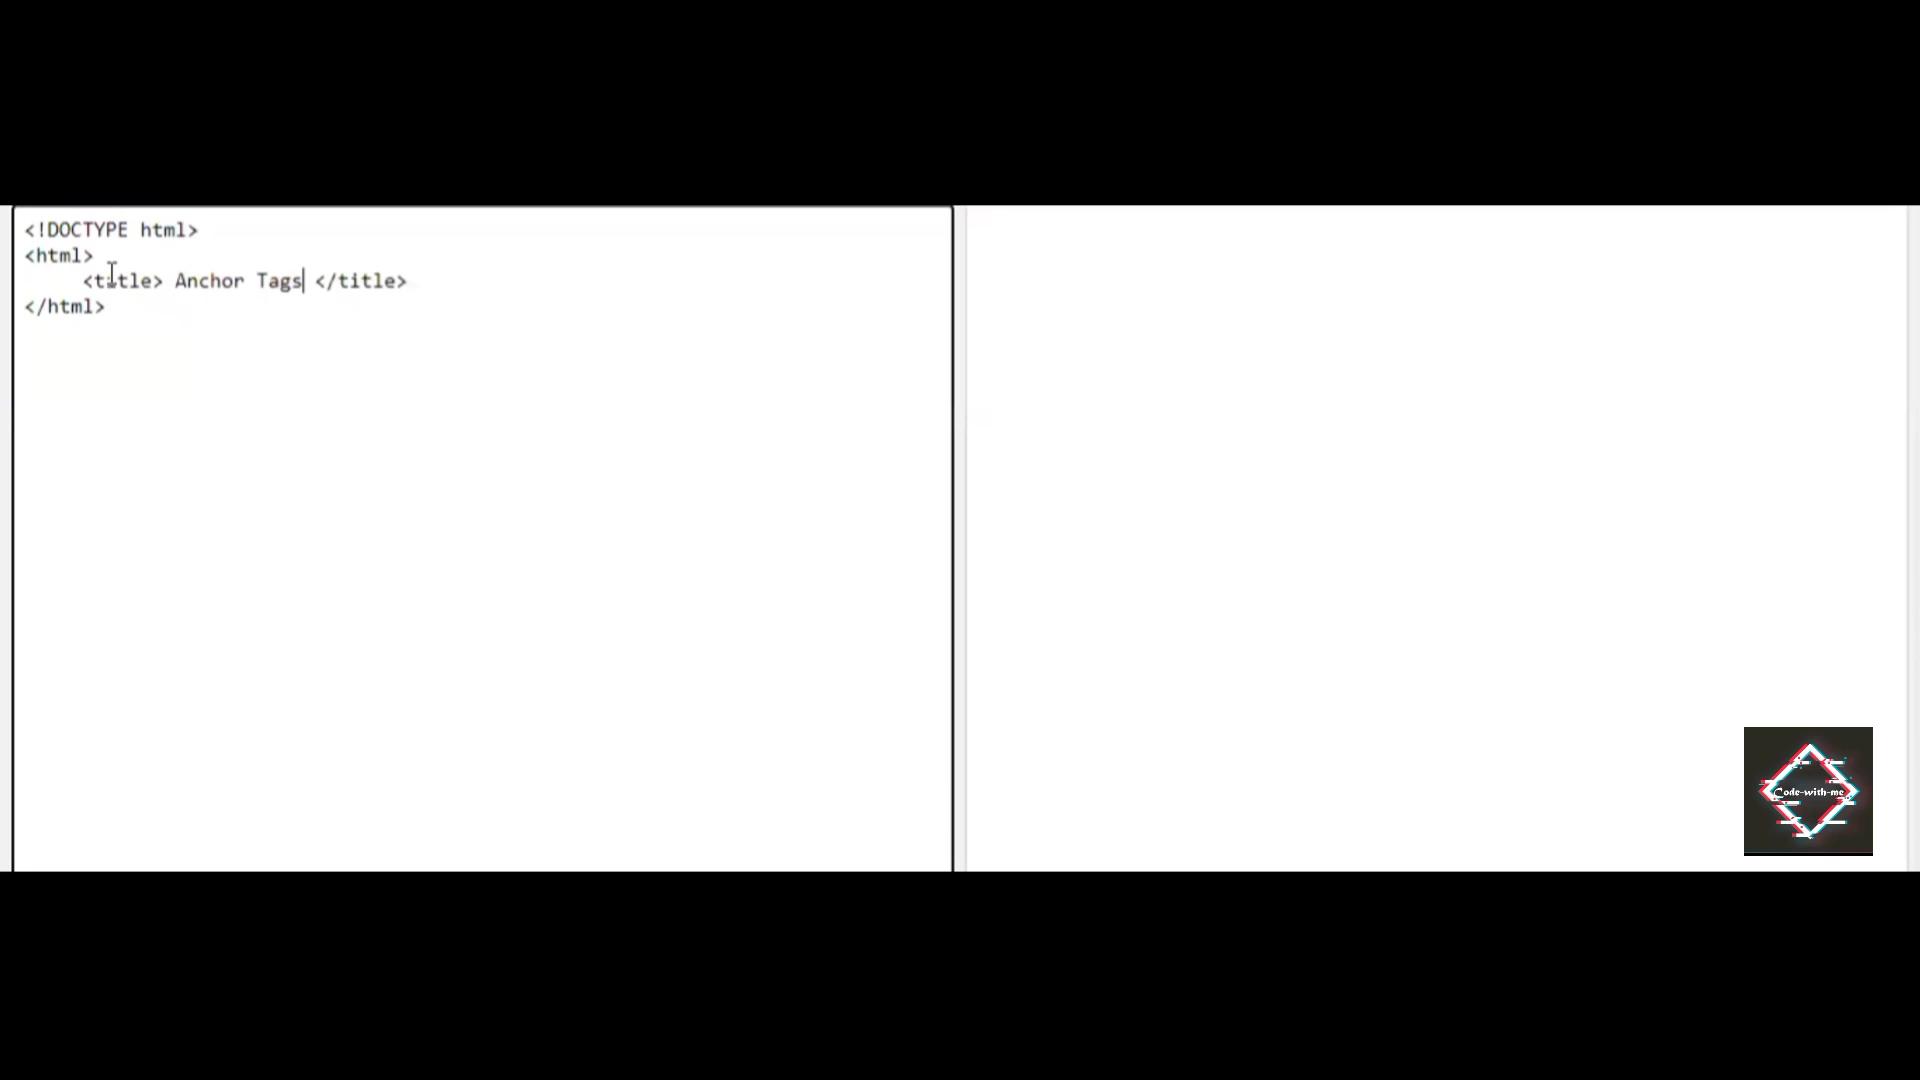 <!DOCTYPE html>
<html>
<title> Anchor Tags </title>
</html>
Code-with-me